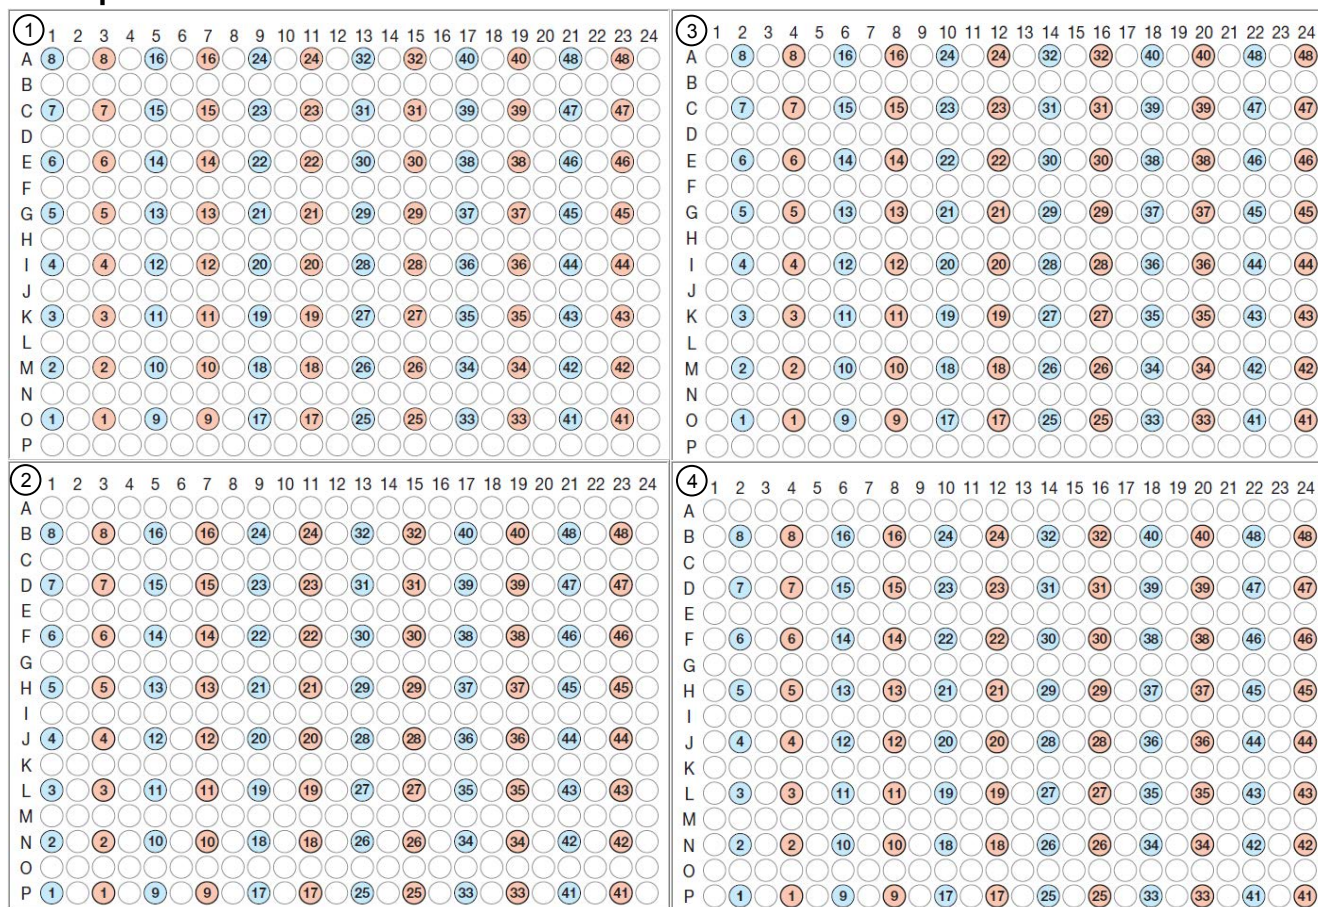 1
1 2 3 4 5 6 7 8 9 10 11 12 13 14 15 16 17 18 19 20 21 22 23 24
A 8 8 16 16 24 24 32 32 40 40 48 48
B
C 7 7 15 15 23 23 31 31 39 39 47 47
D
E 6 6 14 14 22 22 30 30 38 38 46 46
F
G 5 5 13 13 21 21 29 29 37 37 45 45
H
I 4 4 12 12 20 20 28 28 36 36 44 44
J
K 3 3 11 11 19 19 27 27 35 35 43 43
L
M 2 2 10 10 18 18 26 26 34 34 42 42
N
O 1 1 9 9 17 17 25 25 33 33 41 41
P
2
1 2 3 4 5 6 7 8 9 10 11 12 13 14 15 16 17 18 19 20 21 22 23 24
A
B 8 8 16 16 24 24 32 32 40 40 48 48
C
D 7 7 15 15 23 23 31 31 39 39 47 47
E
F 6 6 14 14 22 22 30 30 38 38 46 46
G
H 5 5 13 13 21 21 29 29 37 37 45 45
I
J 4 4 12 12 20 20 28 28 36 36 44 44
K
L 3 3 11 11 19 19 27 27 35 35 43 43
M
N 2 2 10 10 18 18 26 26 34 34 42 42
O
P 1 1 9 9 17 17 25 25 33 33 41 41
3
1 2 3 4 5 6 7 8 9 10 11 12 13 14 15 16 17 18 19 20 21 22 23 24
A 8 8 16 16 24 24 32 32 40 40 48 48
B
C 7 7 15 15 23 23 31 31 39 39 47 47
D
E 6 6 14 14 22 22 30 30 38 38 46 46
F
G 5 5 13 13 21 21 29 29 37 37 45 45
H
I 4 4 12 12 20 20 28 28 36 36 44 44
J
K 3 3 11 11 19 19 27 27 35 35 43 43
L
M 2 2 10 10 18 18 26 26 34 34 42 42
N
O 1 1 9 9 17 17 25 25 33 33 41 41
P
4
1 2 3 4 5 6 7 8 9 10 11 12 13 14 15 16 17 18 19 20 21 22 23 24
A
B 8 8 16 16 24 24 32 32 40 40 48 48
C
D 7 7 15 15 23 23 31 31 39 39 47 47
E
F 6 6 14 14 22 22 30 30 38 38 46 46
G
H 5 5 13 13 21 21 29 29 37 37 45 45
I
J 4 4 12 12 20 20 28 28 36 36 44 44
K
L 3 3 11 11 19 19 27 27 35 35 43 43
M
N 2 2 10 10 18 18 26 26 34 34 42 42
O
P 1 1 9 9 17 17 25 25 33 33 41 41